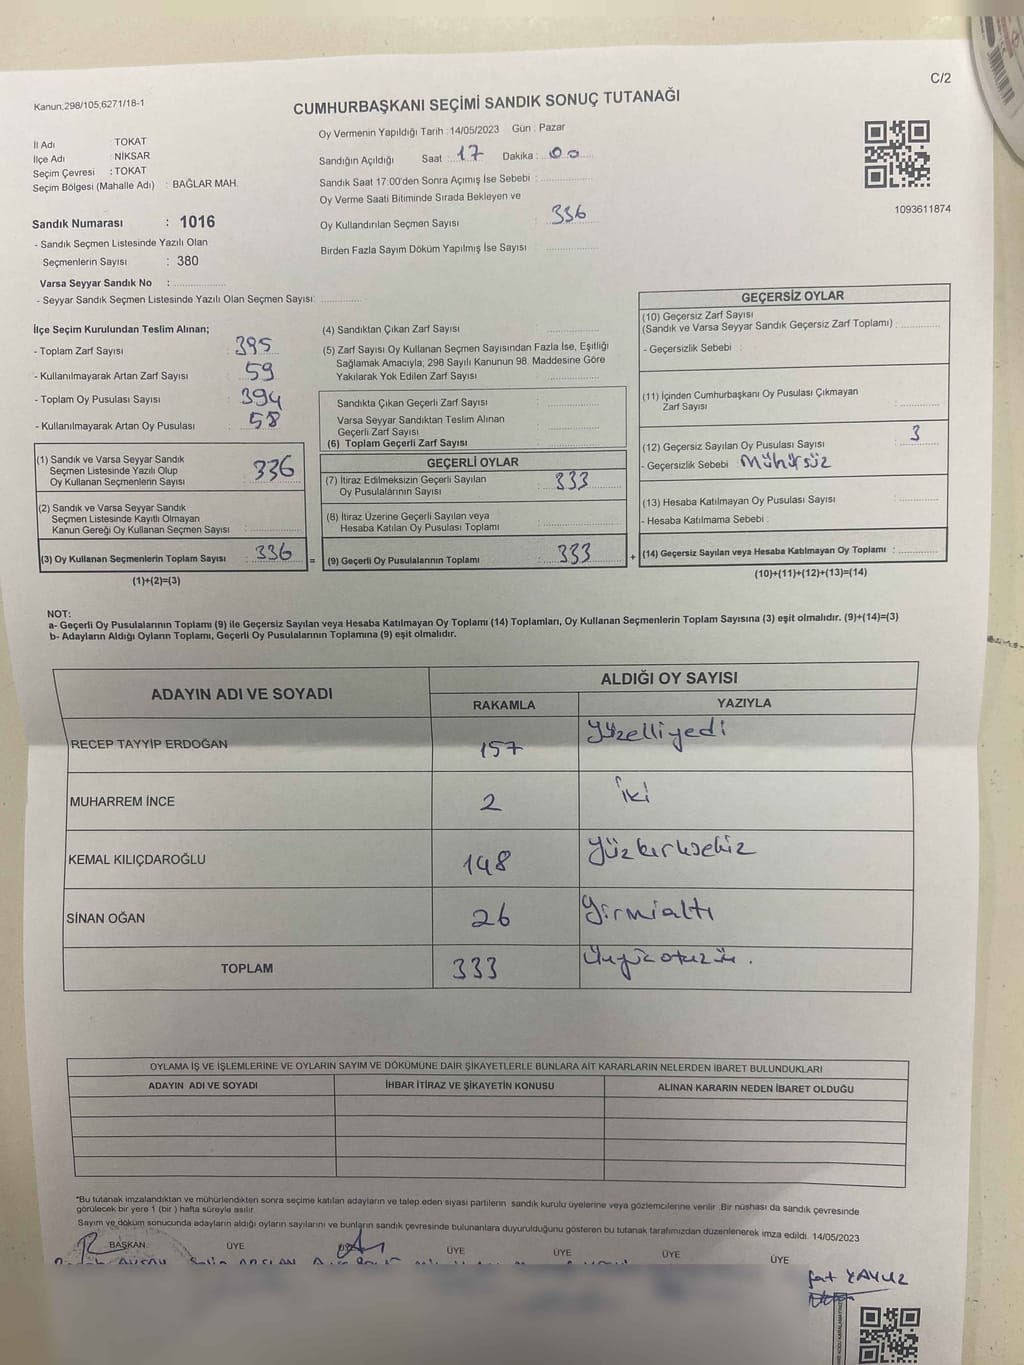 C/2
Kanun;298/105;6271/18-1
CUMHURBAŞKANI SEÇİMİ SANDIK SONUÇ TUTANAĞI
İl Adı : TOKAT
İlçe Adı : NİKSAR
Seçim Çevresi : TOKAT
Seçim Bölgesi (Mahalle Adı) : BAĞLAR MAH.
Oy Vermenin Yapıldığı Tarih : 14/05/2023 Gün : Pazar
Sandığın Açıldığı Saat : 17 Dakika : 00
Sandık Saat 17:00'den Sonra Açımış İse Sebebi :
Oy Verme Saati Bitiminde Sırada Bekleyen ve
Oy Kullandırılan Seçmen Sayısı : 336
Birden Fazla Sayım Döküm Yapılmış İse Sayısı
1093611874
Sandık Numarası : 1016
- Sandık Seçmen Listesinde Yazılı Olan
Seçmenlerin Sayısı : 380
Varsa Seyyar Sandık No :
- Seyyar Sandık Seçmen Listesinde Yazılı Olan Seçmen Sayısı:
İlçe Seçim Kurulundan Teslim Alınan;
- Toplam Zarf Sayısı : 395
- Kullanılmayarak Artan Zarf Sayısı : 59
- Toplam Oy Pusulası Sayısı : 394
- Kullanılmayarak Artan Oy Pusulası : 58
(1) Sandık ve Varsa Seyyar Sandık
Seçmen Listesinde Yazılı Olup
Oy Kullanan Seçmenlerin Sayısı : 336
(2) Sandık ve Varsa Seyyar Sandık
Seçmen Listesinde Kayıtlı Olmayan
Kanun Gereği Oy Kullanan Seçmen Sayısı :
(3) Oy Kullanan Seçmenlerin Toplam Sayısı : 336
(1)+(2)=(3)
(4) Sandıktan Çıkan Zarf Sayısı
(5) Zarf Sayısı Oy Kullanan Seçmen Sayısından Fazla İse, Eşitliği
Sağlamak Amacıyla; 298 Sayılı Kanunun 98. Maddesine Göre
Yakılarak Yok Edilen Zarf Sayısı :
Sandıkta Çıkan Geçerli Zarf Sayısı :
Varsa Seyyar Sandıktan Teslim Alınan
Geçerli Zarf Sayısı :
(6) Toplam Geçerli Zarf Sayısı :
=
GEÇERLİ OYLAR
(7) İtiraz Edilmeksizin Geçerli Sayılan
Oy Pusulalarının Sayısı : 333
(8) İtiraz Üzerine Geçerli Sayılan veya
Hesaba Katılan Oy Pusulası Toplamı :
(9) Geçerli Oy Pusulalarının Toplamı : 333
+
GEÇERSİZ OYLAR
(10) Geçersiz Zarf Sayısı
(Sandık ve Varsa Seyyar Sandık Geçersiz Zarf Toplamı) :
- Geçersizlik Sebebi :
(11) İçinden Cumhurbaşkanı Oy Pusulası Çıkmayan
Zarf Sayısı :
(12) Geçersiz Sayılan Oy Pusulası Sayısı : 3
- Geçersizlik Sebebi : Mühürsüz
(13) Hesaba Katılmayan Oy Pusulası Sayısı :
- Hesaba Katılmama Sebebi :
(14) Geçersiz Sayılan veya Hesaba Katılmayan Oy Toplamı :
(10)+(11)+(12)+(13)=(14)
NOT:
a- Geçerli Oy Pusulalarının Toplamı (9) ile Geçersiz Sayılan veya Hesaba Katılmayan Oy Toplamı (14) Toplamları, Oy Kullanan Seçmenlerin Toplam Sayısına (3) eşit olmalıdır. (9)+(14)=(3)
b- Adayların Aldığı Oyların Toplamı, Geçerli Oy Pusulalarının Toplamına (9) eşit olmalıdır.
ADAYIN ADI VE SOYADI
ALDIĞI OY SAYISI
RAKAMLA YAZIYLA
RECEP TAYYİP ERDOĞAN 157 yüzelliyedi
MUHARREM İNCE 2 iki
KEMAL KILIÇDAROĞLU 148 yüzkırksekiz
SİNAN OĞAN 26 yirmialtı
TOPLAM 333 üçyüzotuzüç.
OYLAMA İŞ VE İŞLEMLERİNE VE OYLARIN SAYIM VE DÖKÜMÜNE DAİR ŞİKAYETLERLE BUNLARA AİT KARARLARIN NELERDEN İBARET BULUNDUKLARI
ADAYIN ADI VE SOYADI İHBAR İTİRAZ VE ŞİKAYETİN KONUSU ALINAN KARARIN NEDEN İBARET OLDUĞU
*Bu tutanak imzalandıktan ve mühürlendikten sonra seçime katılan adayların ve talep eden siyasi partilerin sandık kurulu üyelerine veya gözlemcilerine verilir .Bir nüshası da sandık çevresinde
görülecek bir yere 1 (bir ) hafta süreyle asılır.
Sayım ve döküm sonucunda adayların aldığı oyların sayılarını ve bunların sandık çevresinde bulunanlara duyurulduğunu gösteren bu tutanak tarafımızdan düzenlenerek imza edildi. 14/05/2023
BAŞKAN ÜYE ÜYE ÜYE ÜYE ÜYE
YAVUZ